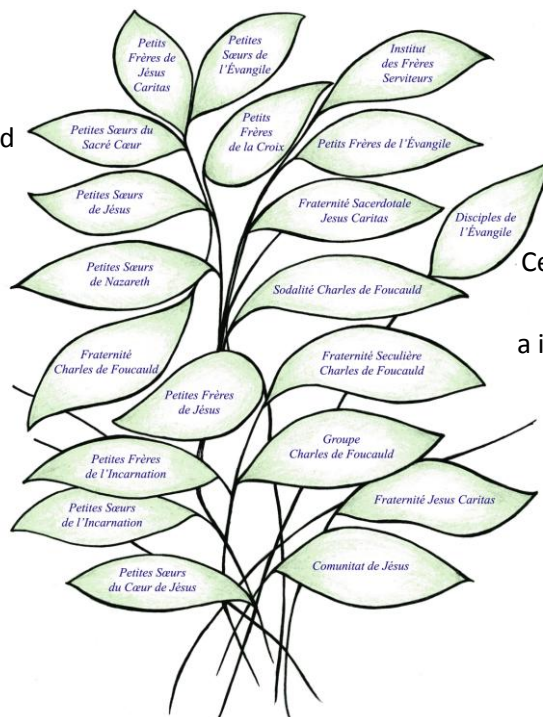 Petits
Frères de
Jésus
Caritas
Petites
Sœurs de
l'Évangile
Institut
des Frères
Serviteurs
d
Petites Sœurs du
Sacré Cœur
Petits
Frères
de la Croix
Petits Frères de l'Évangile
Petites Sœurs
de Jésus
Fraternité Sacerdotale
Jesus Caritas
Disciples de
l'Évangile
Ce
Petites Sœurs
de Nazareth
Sodalité Charles de Foucauld
a i
Fraternité
Charles de Foucauld
Fraternité Seculière
Charles de Foucauld
Petites Frères
de Jésus
Groupe
Charles de Foucauld
Petites Frères
de l'Incarnation
Fraternité Jesus Caritas
Petites Sœurs
de l'Incarnation
Petites Sœurs
du Cœur de Jésus
Comunitat de Jésus